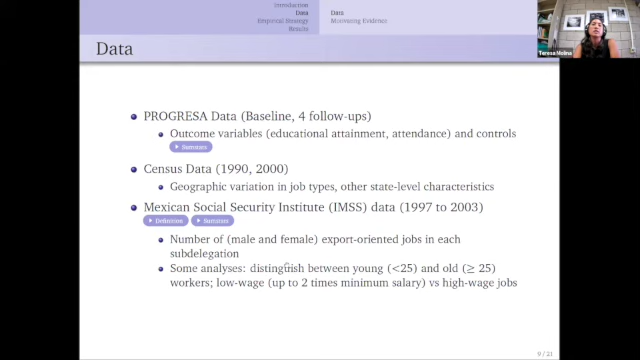 Introduction
Data
Empirical Strategy
Results
Data
Motivating Evidence
Data
PROGRESA Data (Baseline, 4 follow-ups)
Outcome variables (educational attainment, attendance) and controls
Summary
Census Data (1990, 2000)
Geographic variation in job types, other state-level characteristics
Mexican Social Security Institute (IMSS) data (1997 to 2003)
Definition Summary
Number of (male and female) export-oriented jobs in each
subdelegation
Some analyses: distinguish between young (<25) and old (≥ 25)
workers; low-wage (up to 2 times minimum salary) vs high-wage jobs
9 / 21
Teresa Molina